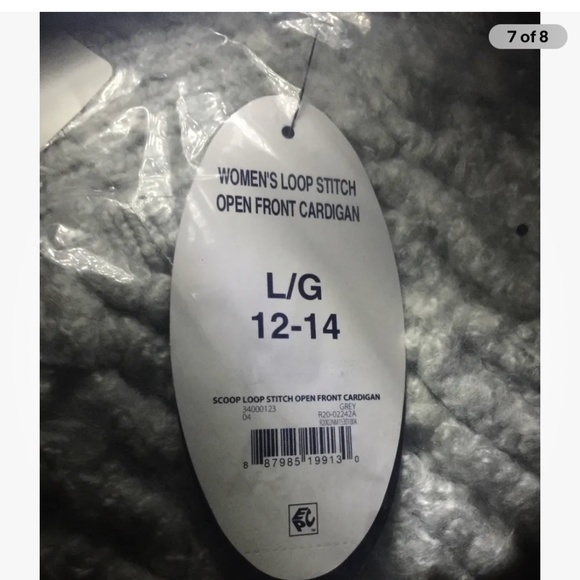 7 of 8
WOMEN'S LOOP STITCH
OPEN FRONT CARDIGAN
L/G
12-14
SCOOP LOOP STITCH OPEN FRONT CARDIGAN
34000123 GREY
04 R20-02242A
8 87985 19913 0